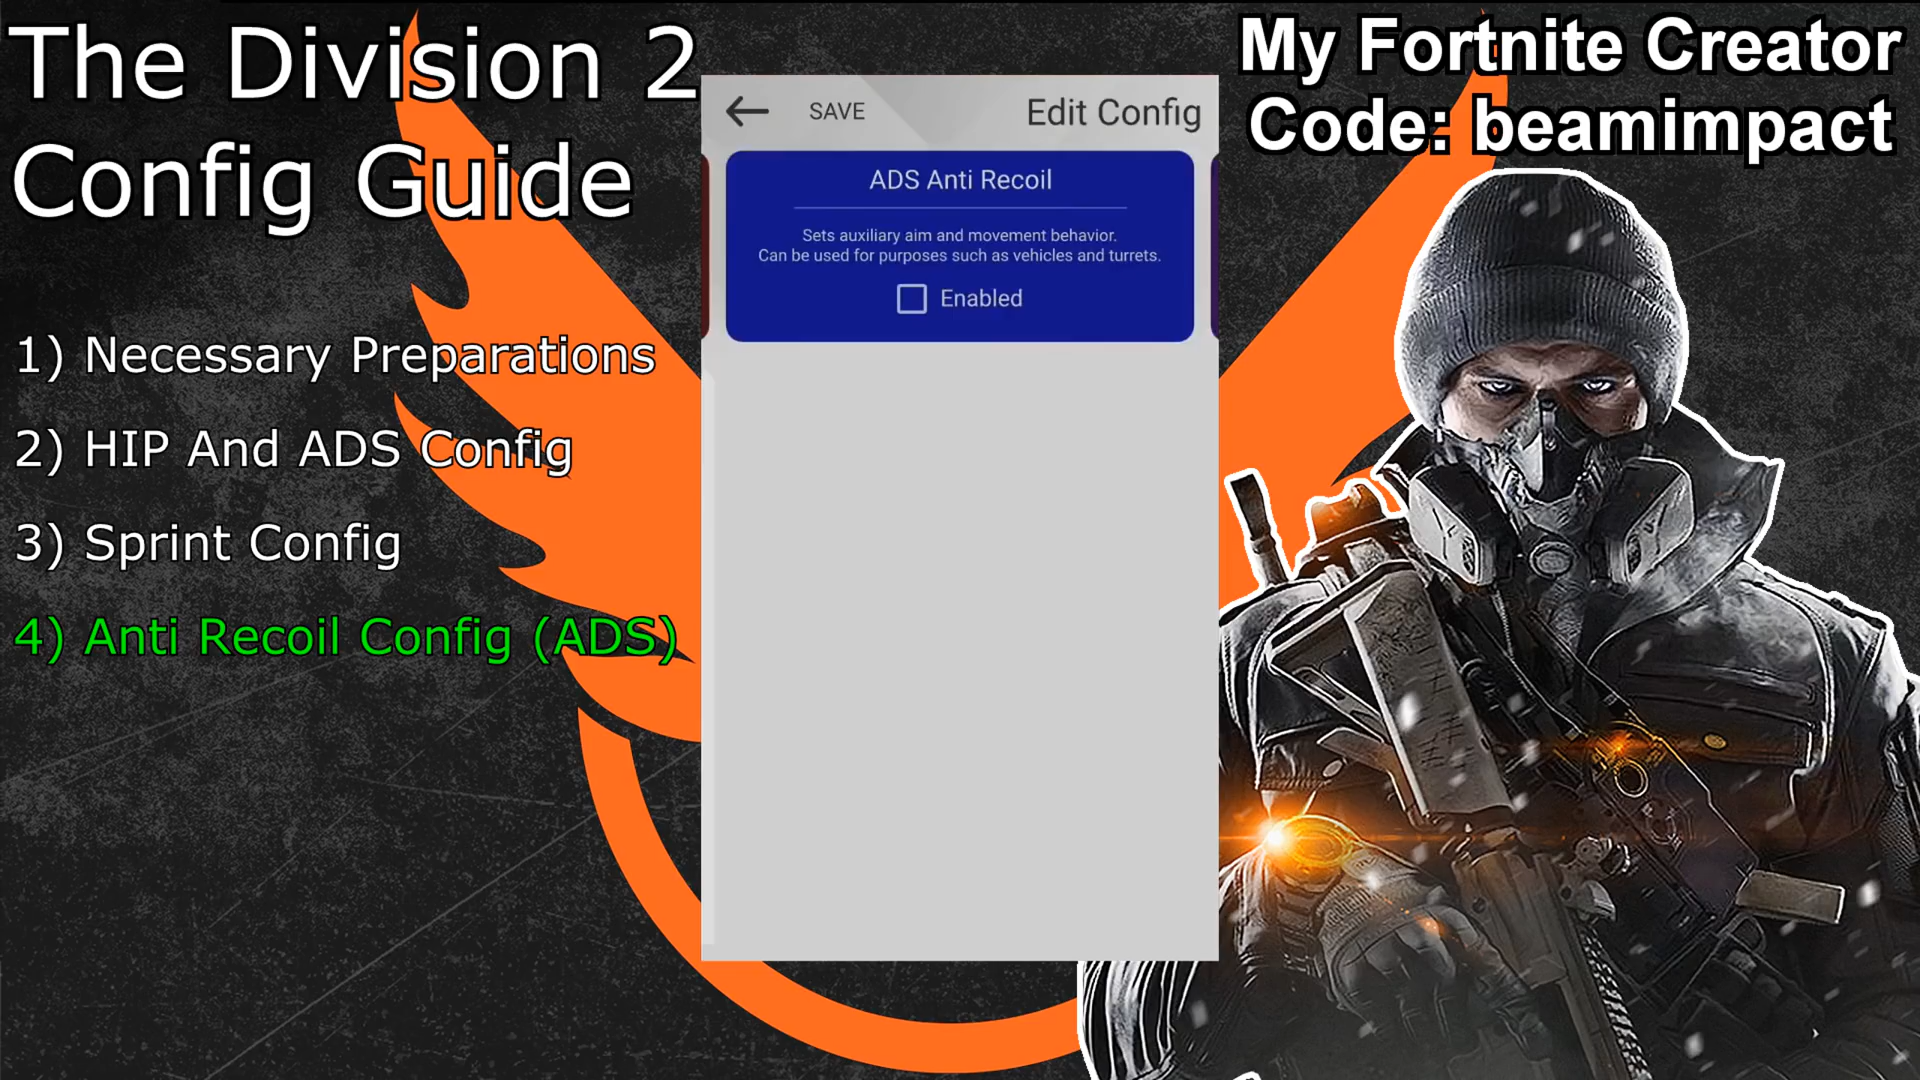 The Division 2
Config Guide
1) Necessary Preparations
2) HIP And ADS Config
3) Sprint Config
4) Anti Recoil Config (ADS)
SAVE
Edit Config
ADS Anti Recoil
Sets auxiliary aim and movement behavior.
Can be used for purposes such as vehicles and turrets.
Enabled
My Fortnite Creator
Code: beamimpact